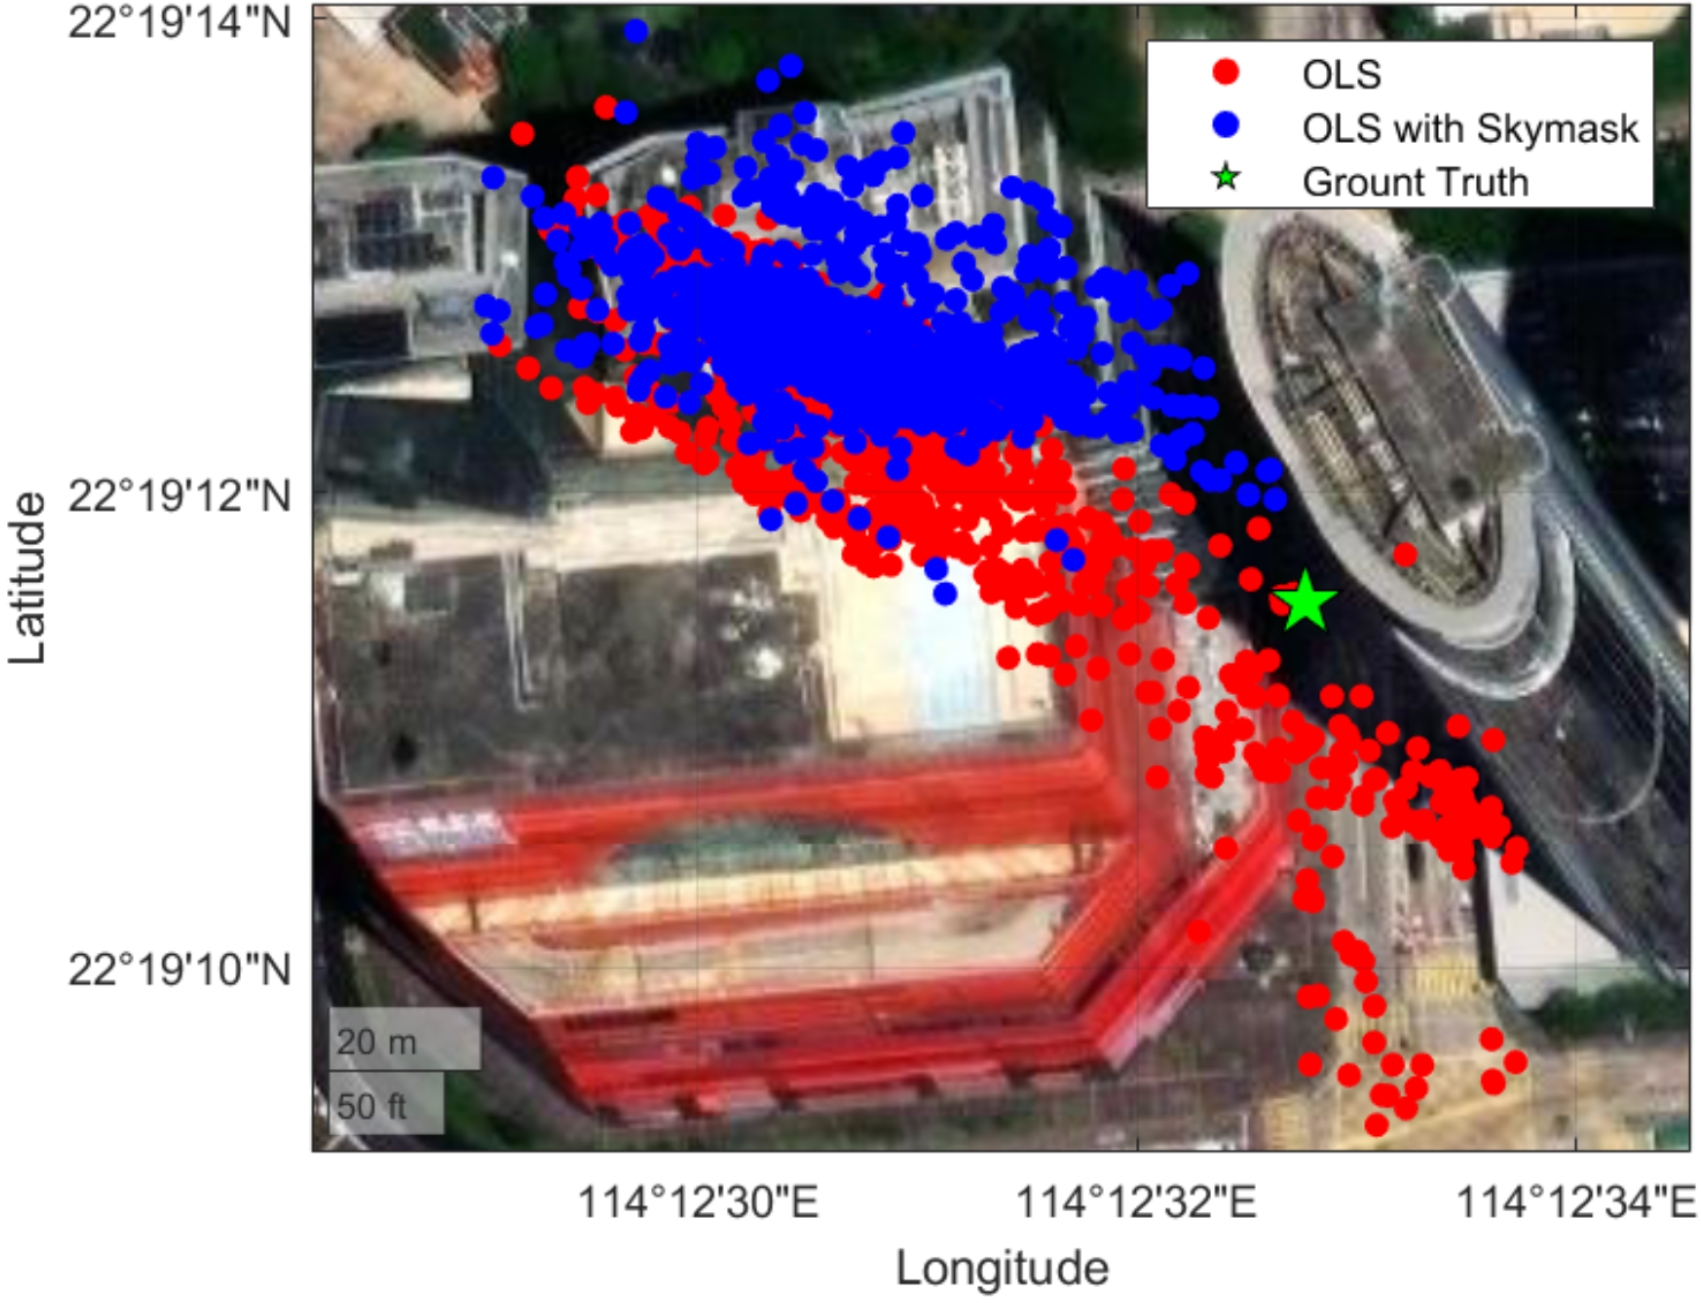 22°19'14"N
OLS
OLS with Skymask
Grount Truth
22°19'12"N
Latitude
22°19'10"N
20 m
50 ft
114°12'30"E
114°12'32"E
114°12'34"E
Longitude